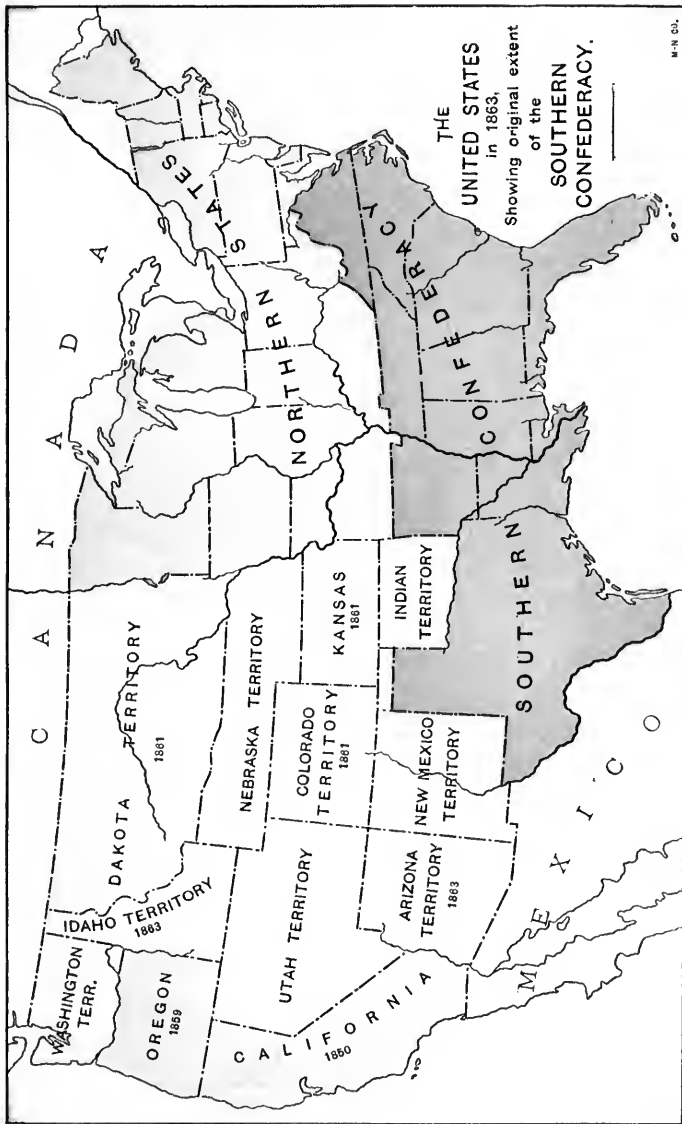 THE
UNITED STATES
in 1863,
Showing original extent
of the
SOUTHERN
CONFEDERACY.
M-N CO.
CANADA
NORTHERN STATES
SOUTHERN CONFEDERACY
MEXICO
WASHINGTON
TERR.
OREGON
1859
CALIFORNIA
1850
IDAHO TERRITORY
1863
DAKOTA TERRITORY
1861
NEBRASKA TERRITORY
UTAH TERRITORY
COLORADO
TERRITORY
1861
KANSAS
1861
ARIZONA
TERRITORY
1863
NEW MEXICO
TERRITORY
INDIAN
TERRITORY